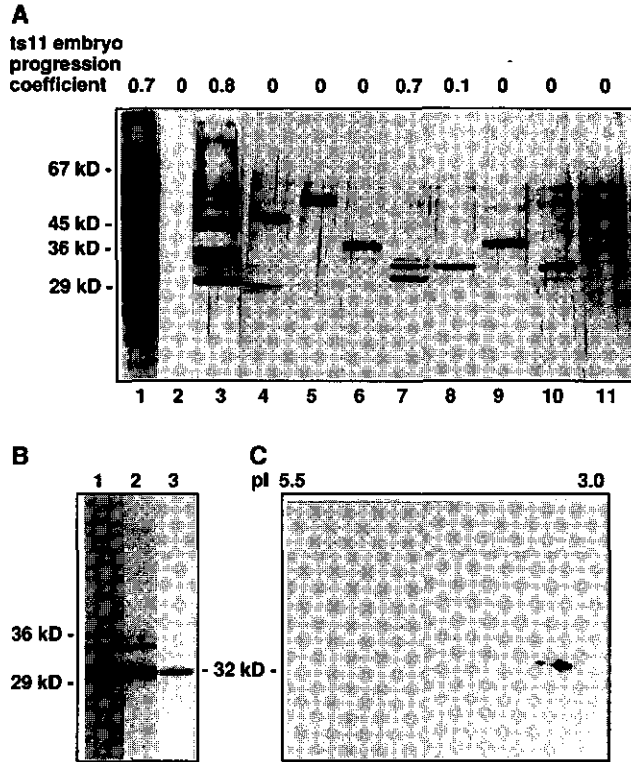 A
ts11 embryo
progression
coefficient 0.7 0 0.8 0 0 0 0.7 0.1 0 0 0
67 kD -
45 kD -
36 kD -
29 kD -
1 2 3 4 5 6 7 8 9 10 11
B C
1 2 3 pI 5.5 3.0
36 kD -
29 kD -
- 32 kD -